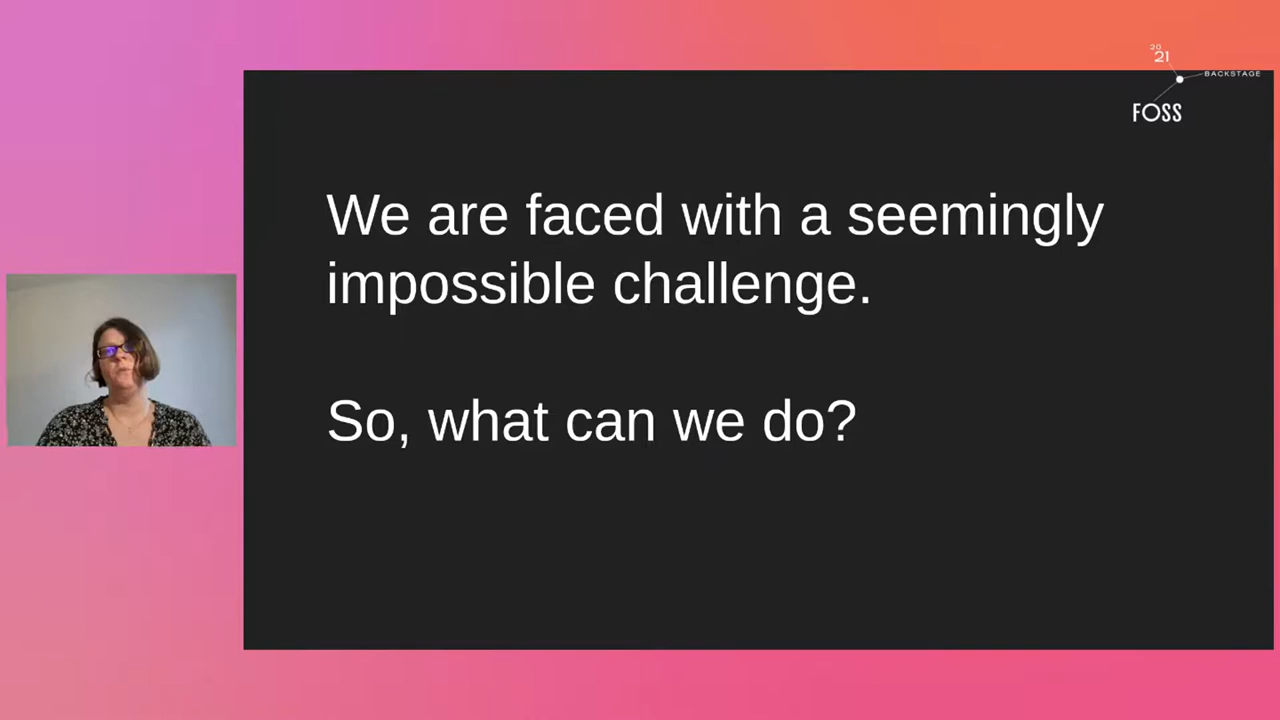 20
21
BACKSTAGE
FOSS
We are faced with a seemingly
impossible challenge.
So, what can we do?